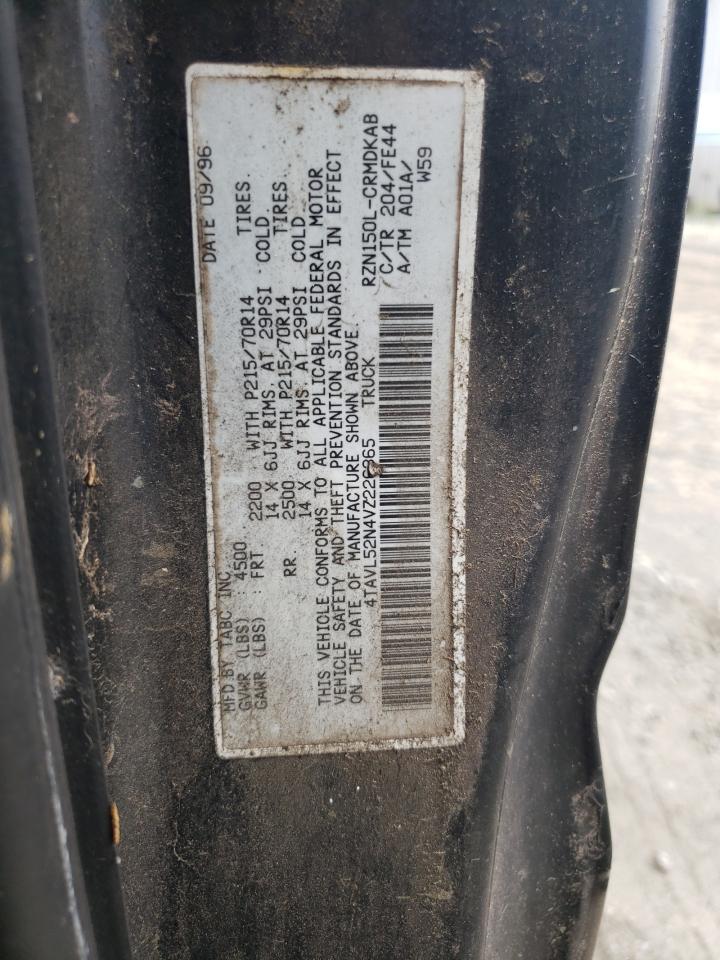 DATE 09/96
MFD BY TABC INC.
GVWR (LBS) : 4500
GAWR (LBS) : FRT. 2200 WITH P215/70R14 TIRES.
14 X 6JJ RIMS, AT 29PSI COLD.
RR. 2500 WITH P215/70R14 TIRES
14 X 6JJ RIMS, AT 29PSI COLD
THIS VEHICLE CONFORMS TO ALL APPLICABLE FEDERAL MOTOR
VEHICLE SAFETY AND THEFT PREVENTION STANDARDS IN EFFECT
ON THE DATE OF MANUFACTURE SHOWN ABOVE.
TRUCK
RZN150L-CRMDKAB
C/TR 204/FE44
A/TM A01A/
W59